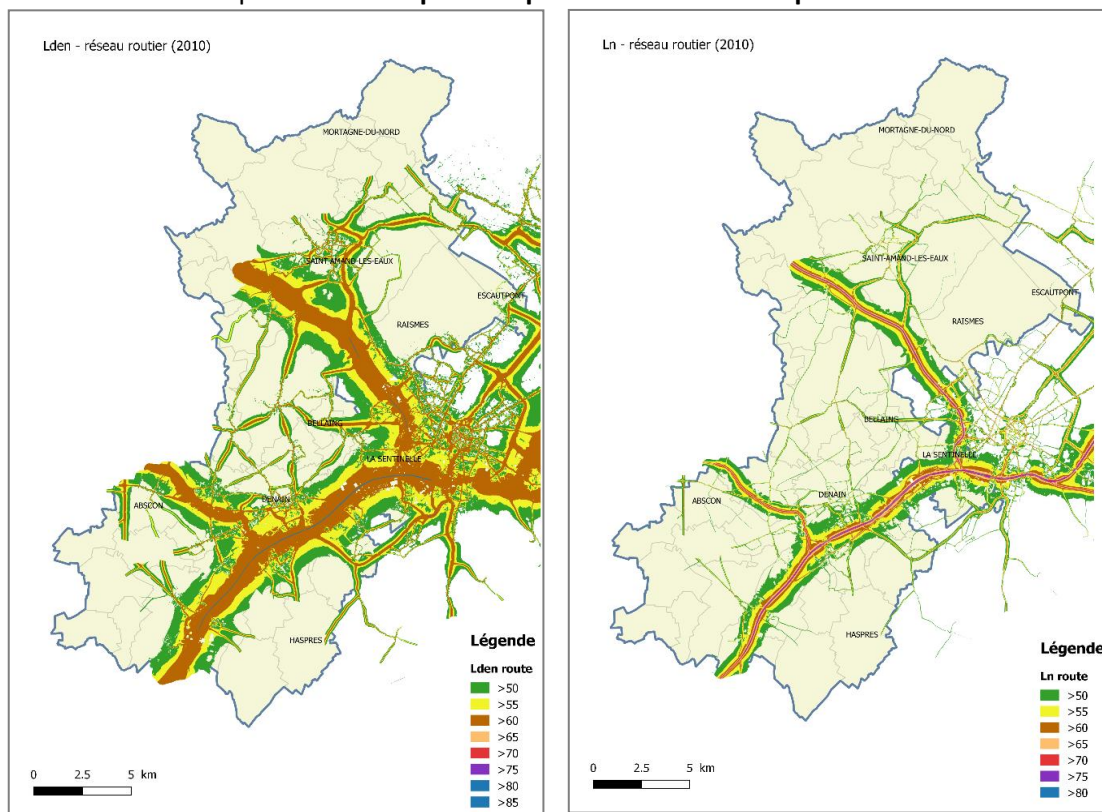 Lden - réseau routier (2010)
MORTAGNE-DU-NORD
SAINT-AMAND-LES-EAUX
ESCAUTPONT
RAISMES
BELLAING
LA SENTINELLE
DENAIN
ABSCON
HASPRES
Légende
Lden route
>50
>55
>60
>65
>70
>75
>80
>85
0 2.5 5 km
Ln - réseau routier (2010)
MORTAGNE-DU-NORD
SAINT-AMAND-LES-EAUX
ESCAUTPONT
RAISMES
BELLAING
LA SENTINELLE
DENAIN
ABSCON
HASPRES
Légende
Ln route
>50
>55
>60
>65
>70
>75
>80
0 2.5 5 km